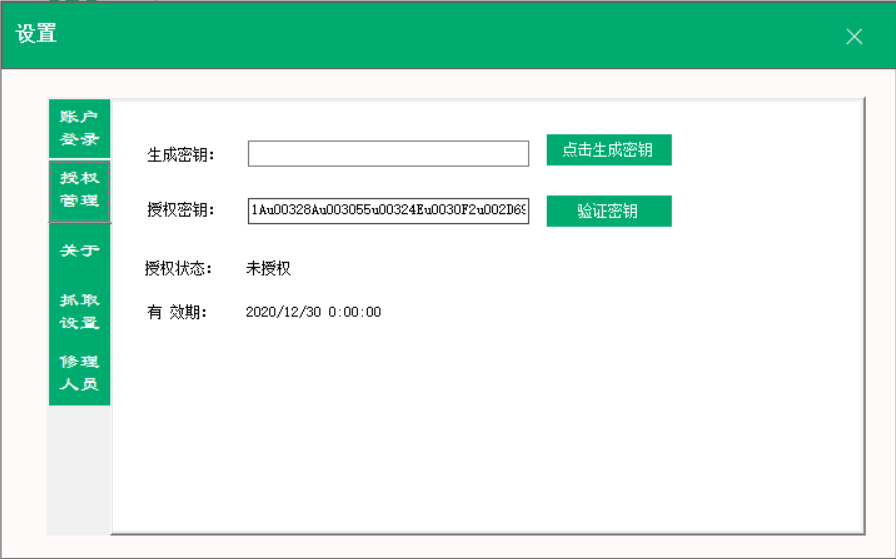 设置
账户
登录
授权
管理
关于
抓取
设置
修理
人员
生成密钥：
点击生成密钥
授权密钥：
1Au00328Au003055u00324Eu0030F2u002D69
验证密钥
授权状态：
未授权
有 效期：
2020/12/30 0:00:00